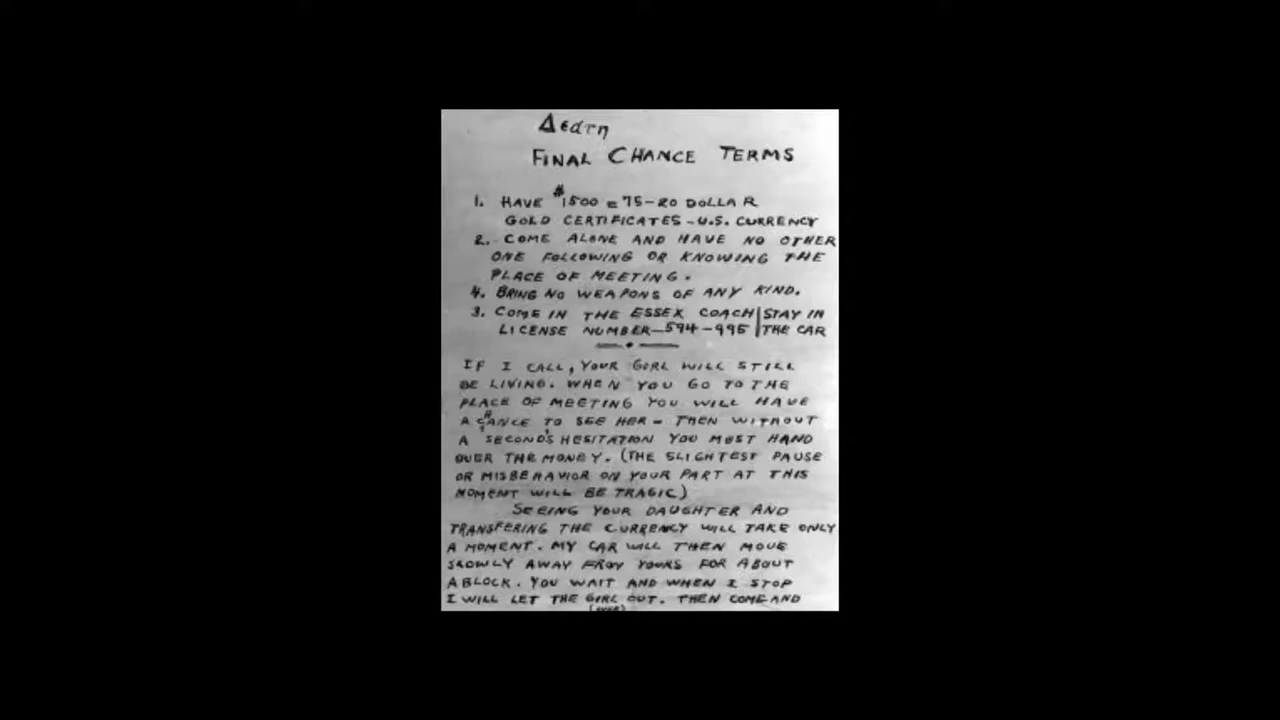 Δεατη
FINAL CHANCE TERMS
1. HAVE $1500 = 75-20 DOLLAR
GOLD CERTIFICATES - U.S. CURRENCY
2. COME ALONE AND HAVE NO OTHER
ONE FOLLOWING OR KNOWING THE
PLACE OF MEETING.
4. BRING NO WEAPONS OF ANY KIND.
3. COME IN THE ESSEX COACH | STAY IN
LICENSE NUMBER - 594-995 | THE CAR
IF I CALL, YOUR GIRL WILL STILL
BE LIVING. WHEN YOU GO TO THE
PLACE OF MEETING YOU WILL HAVE
A CHANCE TO SEE HER - THEN WITHOUT
A SECOND'S HESITATION YOU MUST HAND
OVER THE MONEY. (THE SLIGHTEST PAUSE
OR MISBEHAVIOR ON YOUR PART AT THIS
MOMENT WILL BE TRAGIC)
SEEING YOUR DAUGHTER AND
TRANSFERING THE CURRENCY WILL TAKE ONLY
A MOMENT. MY CAR WILL THEN MOVE
SLOWLY AWAY FROM YOURS FOR ABOUT
A BLOCK. YOU WAIT AND WHEN I STOP
I WILL LET THE GIRL OUT. THEN COME AND
(OVER)